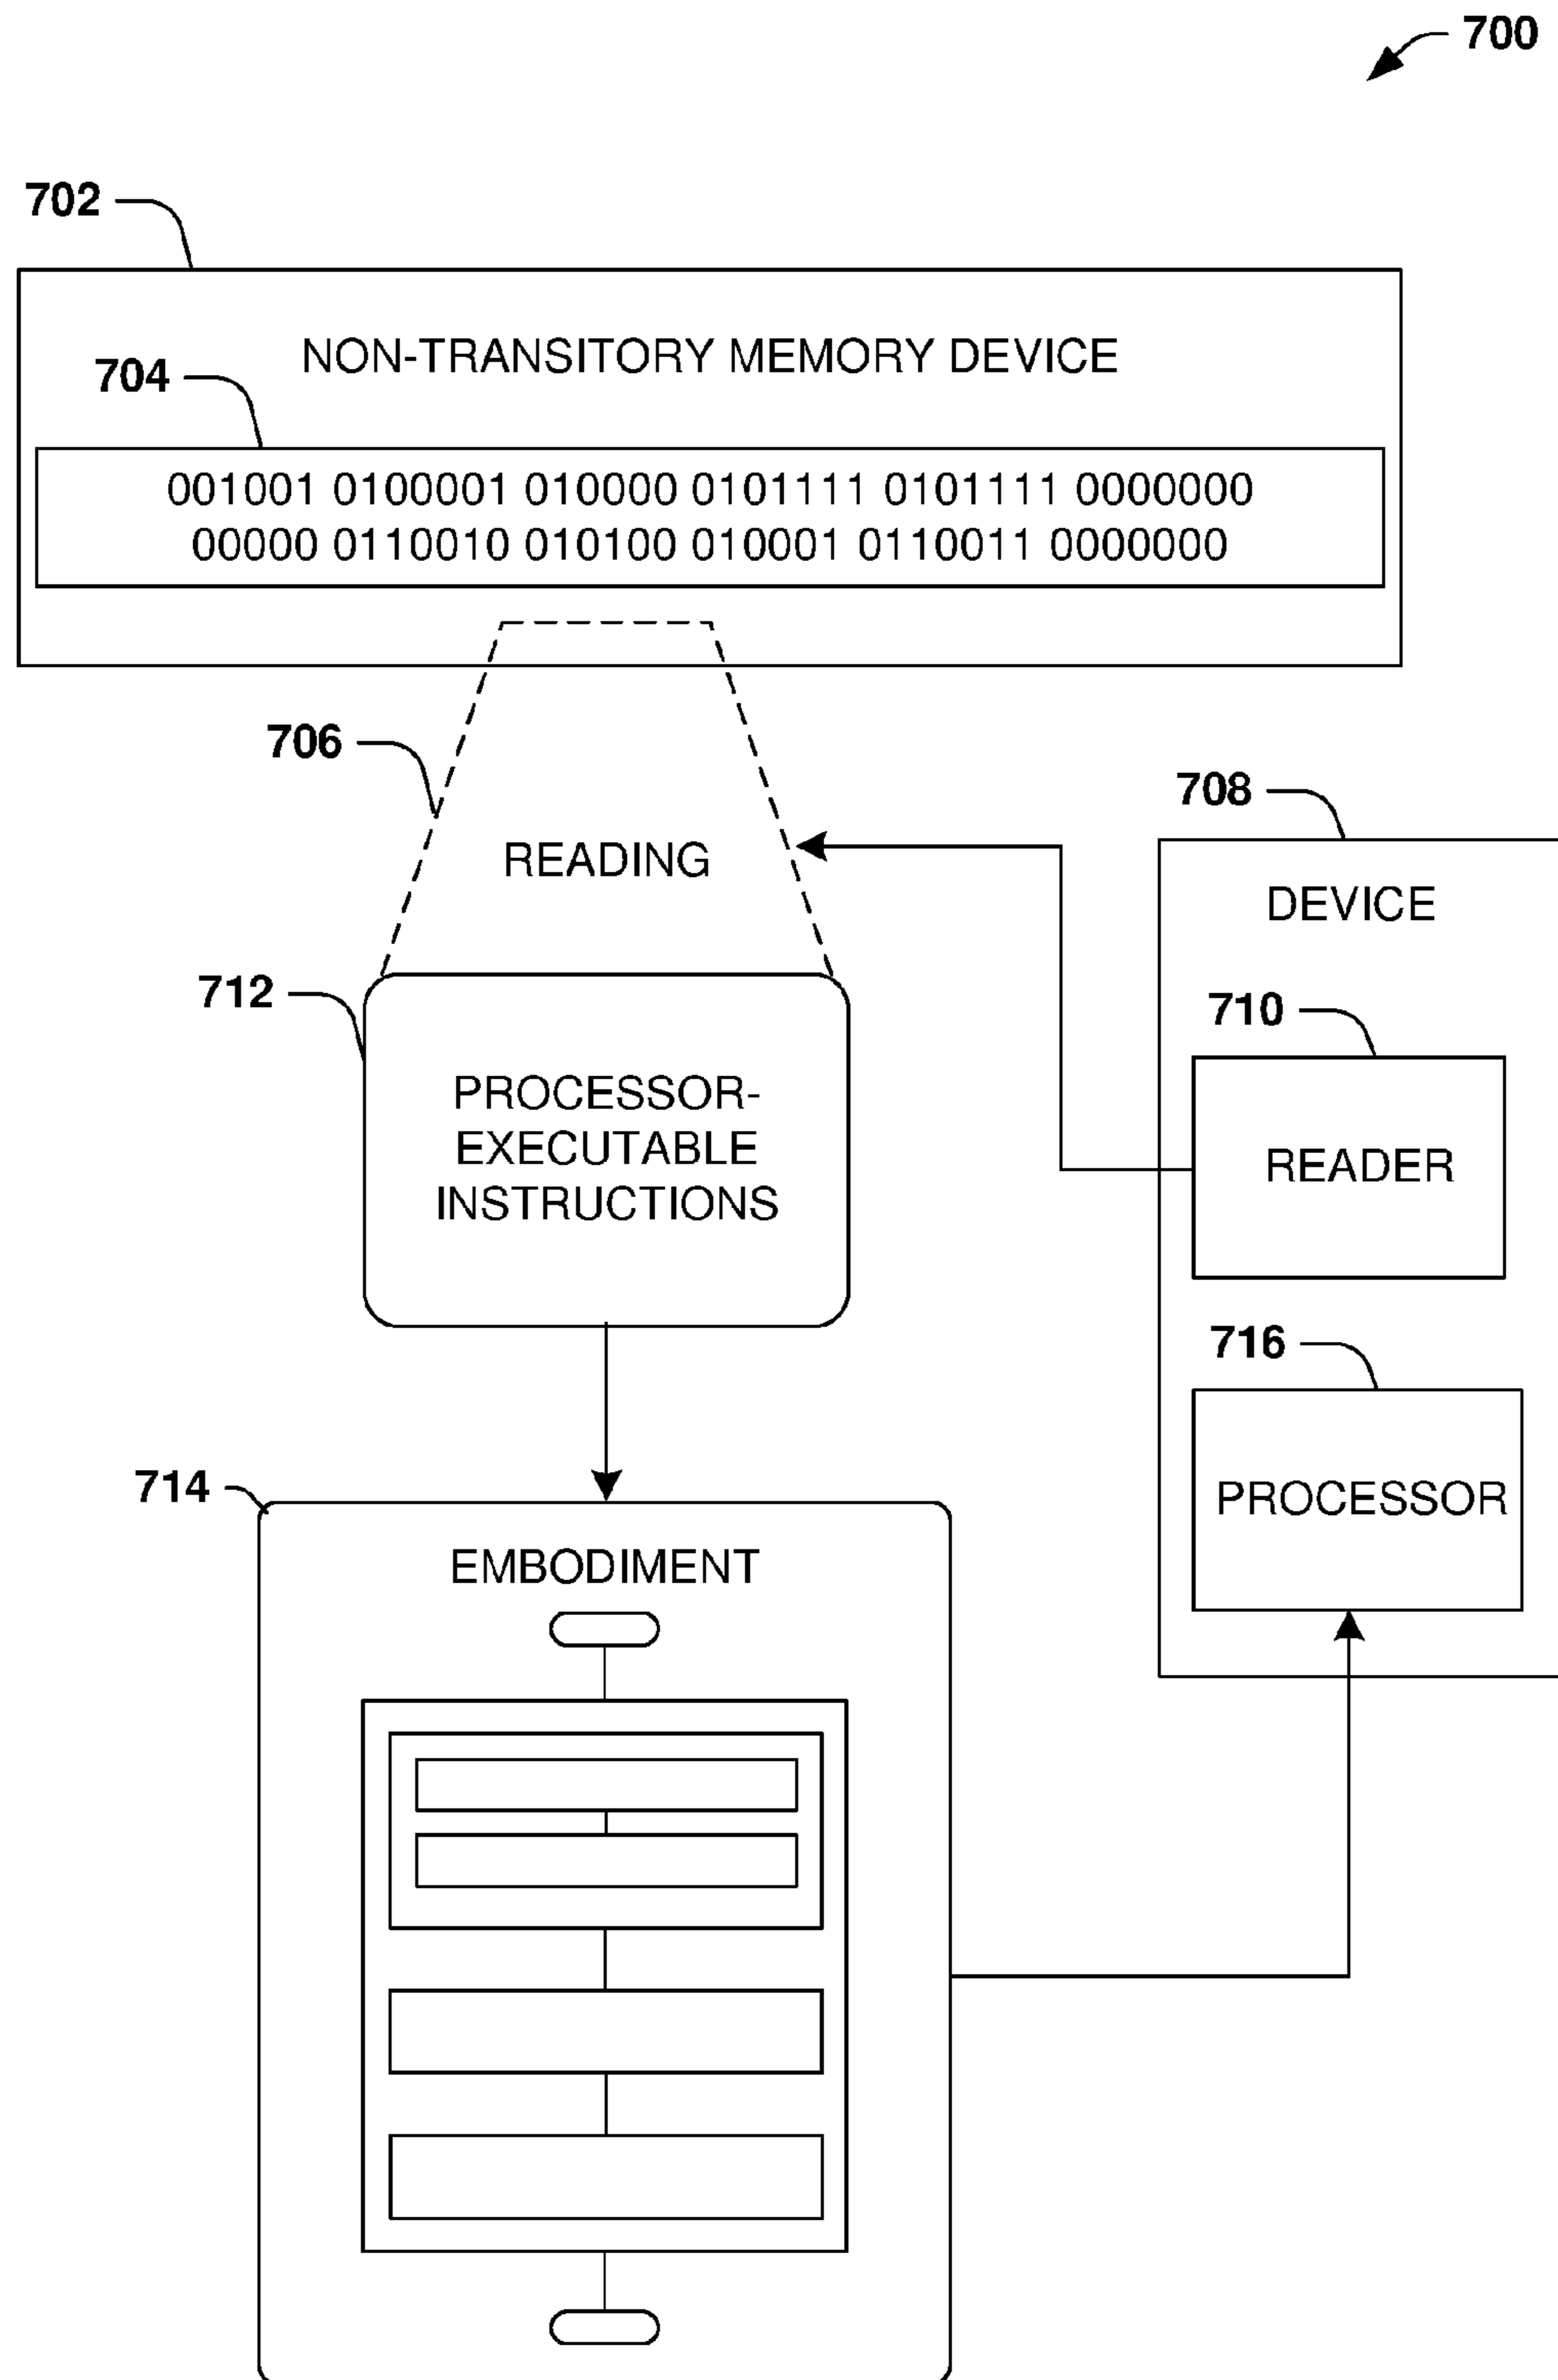 700
702
NON-TRANSITORY MEMORY DEVICE
704
001001 0100001 010000 0101111 0101111 0000000
00000 0110010 010100 010001 0110011 0000000
706
READING
708
DEVICE
710
READER
712
PROCESSOR-
EXECUTABLE
INSTRUCTIONS
716
PROCESSOR
714
EMBODIMENT